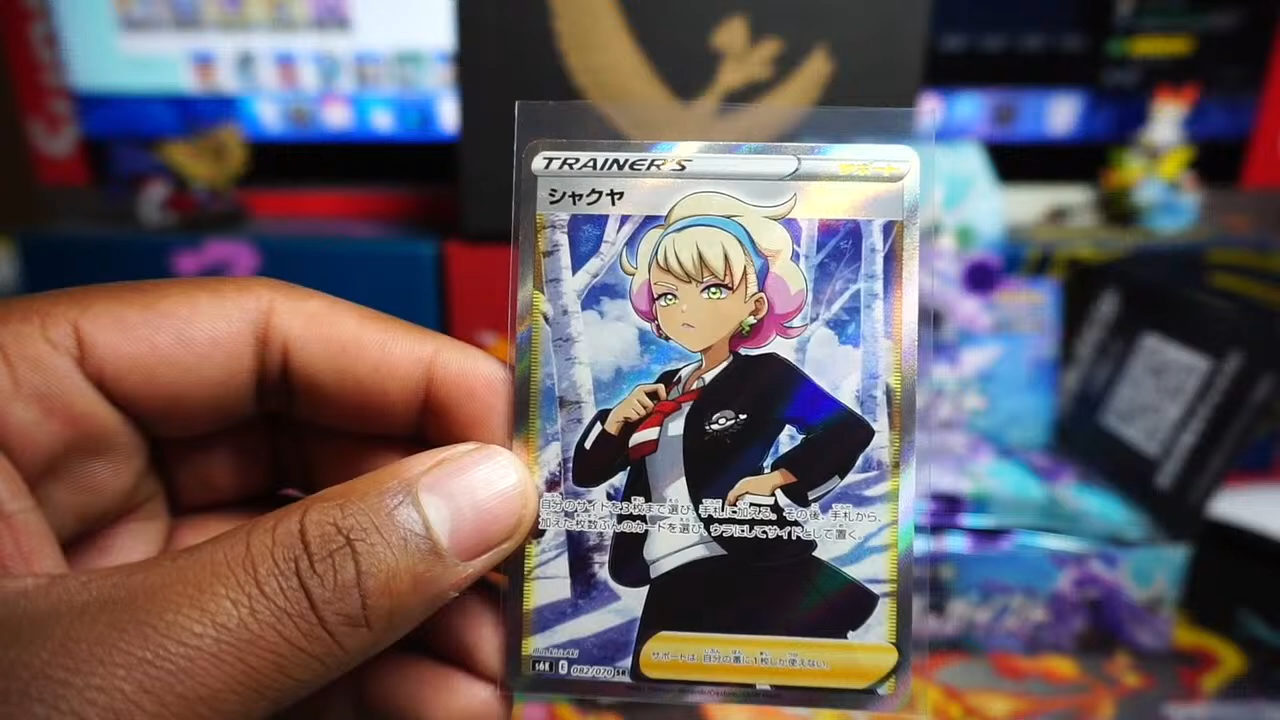 TRAINER'S サポート
シャクヤ
自分のサイドを3枚まで選び、手札に加える。その後、手札から、
加えた枚数ぶんのカードを選び、ウラにしてサイドとして置く。
サポートは、自分の番に1枚しか使えない。
S6K E 082/070 SR